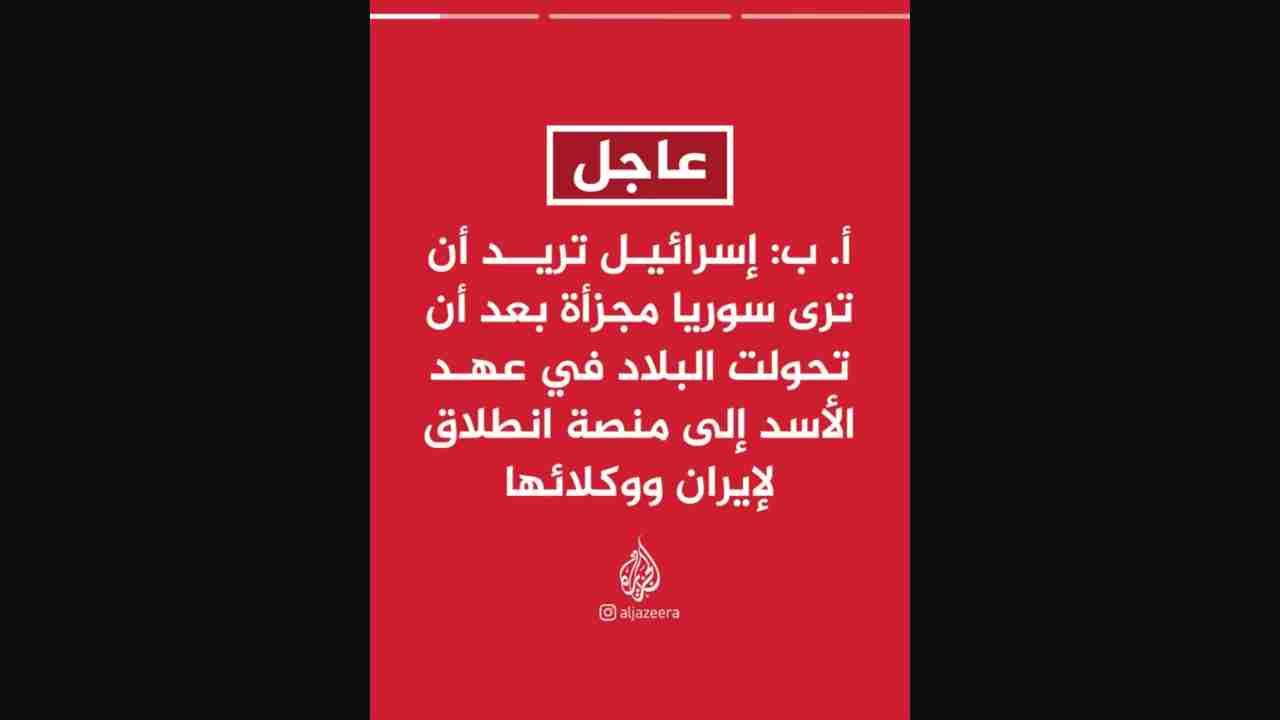 عاجل
أ. ب: إسرائيل تريد أن
ترى سوريا مجزأة بعد أن
تحولت البلاد في عهد
الأسد إلى منصة انطلاق
لإيران ووكلائها
الجزيرة
aljazeera